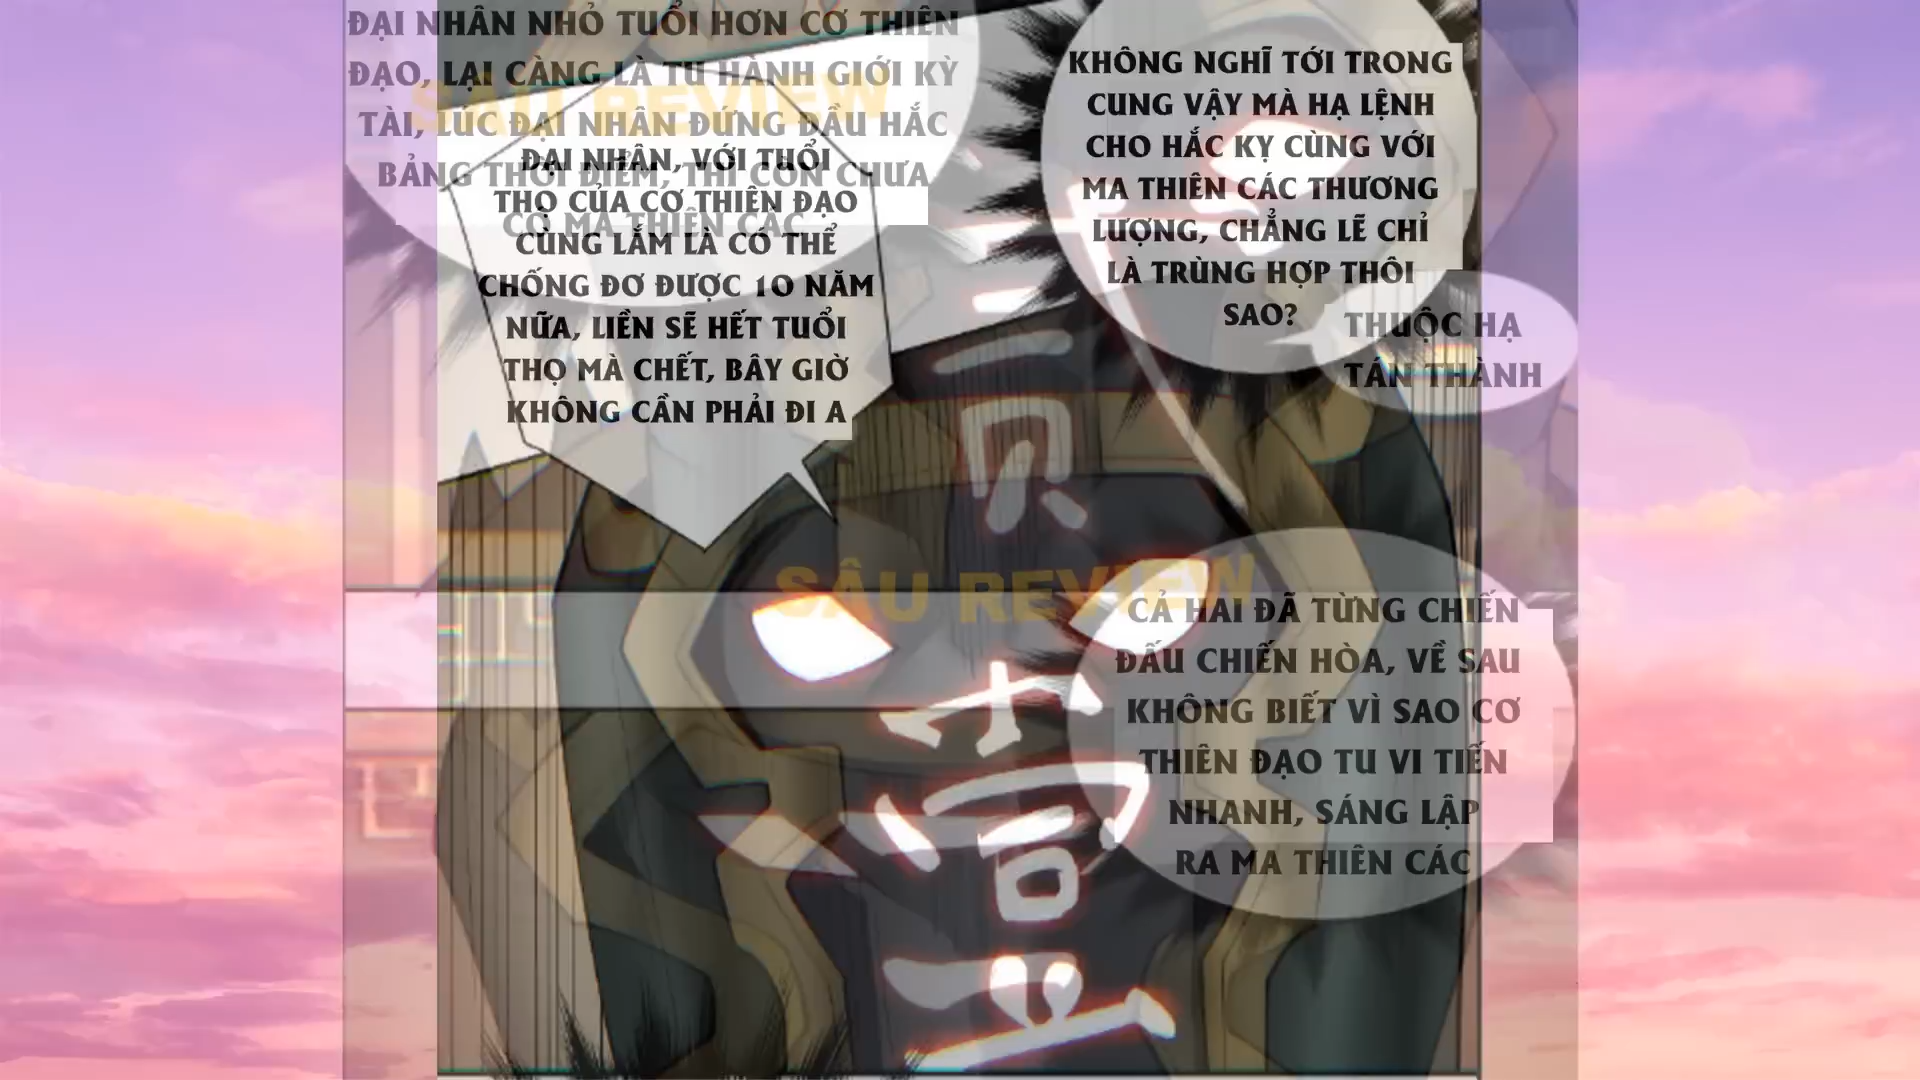 ĐẠI NHÂN NHỎ TUỔI HƠN CƠ THIÊN
ĐẠO, LẠI CÀNG LÀ TU HÀNH GIỚI KỲ
TÀI, LÚC ĐẠI NHÂN ĐỨNG ĐẦU HẮC
BẢNG THỜI ĐIỂM, THÌ CÒN CHƯA
CÓ MA THIÊN CÁC
SÂU REVIEW
ĐẠI NHÂN, VỚI TUỔI
THỌ CỦA CƠ THIÊN ĐẠO
CÙNG LẮM LÀ CÓ THỂ
CHỐNG ĐƠ ĐƯỢC 10 NĂM
NỮA, LIỀN SẼ HẾT TUỔI
THỌ MÀ CHẾT, BÂY GIỜ
KHÔNG CẦN PHẢI ĐI A
KHÔNG NGHĨ TỚI TRONG
CUNG VẬY MÀ HẠ LỆNH
CHO HẮC KỴ CÙNG VỚI
MA THIÊN CÁC THƯƠNG
LƯỢNG, CHẲNG LẼ CHỈ
LÀ TRÙNG HỢP THÔI
SAO?
THUỘC HẠ
TÁN THÀNH
SÂU REVIEW
CẢ HAI ĐÃ TỪNG CHIẾN
ĐẤU CHIẾN HÒA, VỀ SAU
KHÔNG BIẾT VÌ SAO CƠ
THIÊN ĐẠO TU VI TIẾN
NHANH, SÁNG LẬP
RA MA THIÊN CÁC